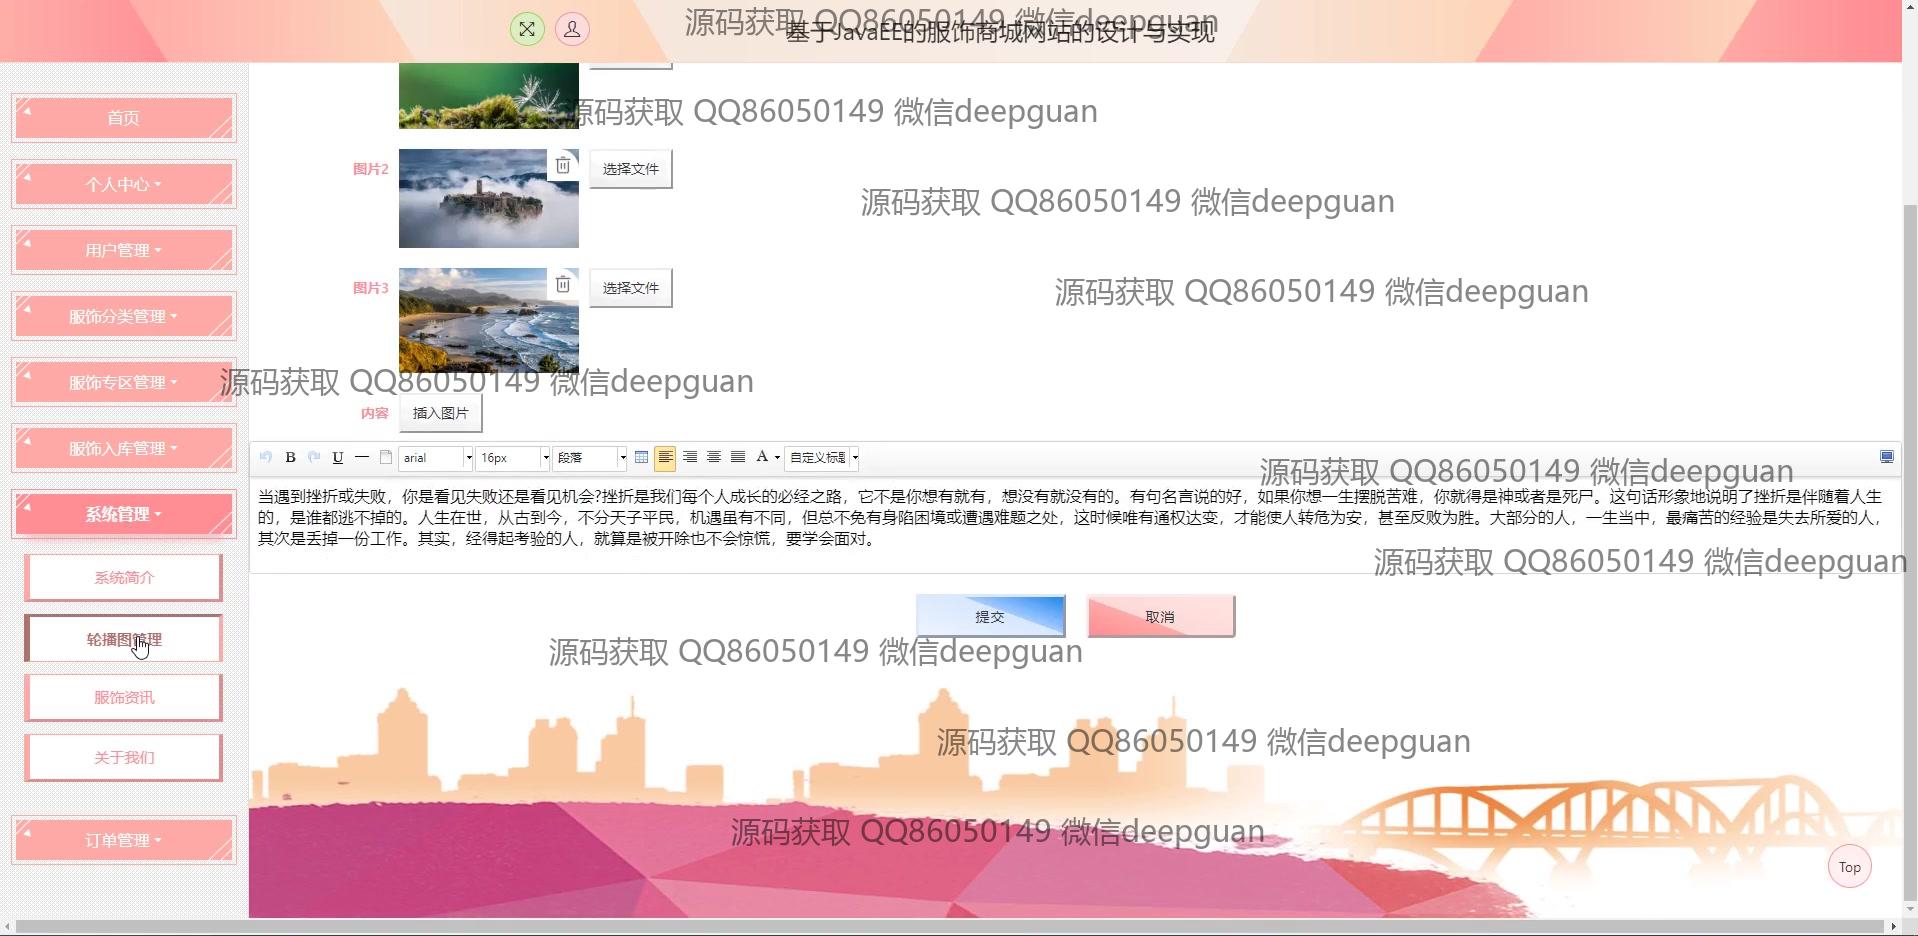 源码获取 QQ86050149 微信deepguan
基于JavaEE的服饰商城网站的设计与实现
首页
源码获取 QQ86050149 微信deepguan
图片2
选择文件
个人中心
源码获取 QQ86050149 微信deepguan
用户管理
图片3
选择文件
源码获取 QQ86050149 微信deepguan
服饰分类管理
服饰专区管理
源码获取 QQ86050149 微信deepguan
内容
插入图片
服饰入库管理
B U arial 16px 段落 A 自定义标题
源码获取 QQ86050149 微信deepguan
当遇到挫折或失败，你是看见失败还是看见机会?挫折是我们每个人成长的必经之路，它不是你想有就有，想没有就没有的。有句名言说的好，如果你想一生摆脱苦难，你就得是神或者是死尸。这句话形象地说明了挫折是伴随着人生
的，是谁都逃不掉的。人生在世，从古到今，不分天子平民，机遇虽有不同，但总不免有身陷困境或遭遇难题之处，这时候唯有通权达变，才能使人转危为安，甚至反败为胜。大部分的人，一生当中，最痛苦的经验是失去所爱的人，
其次是丢掉一份工作。其实，经得起考验的人，就算是被开除也不会惊慌，要学会面对。
系统管理
源码获取 QQ86050149 微信deepguan
系统简介
提交
取消
轮播图管理
源码获取 QQ86050149 微信deepguan
服饰资讯
源码获取 QQ86050149 微信deepguan
关于我们
源码获取 QQ86050149 微信deepguan
订单管理
Top